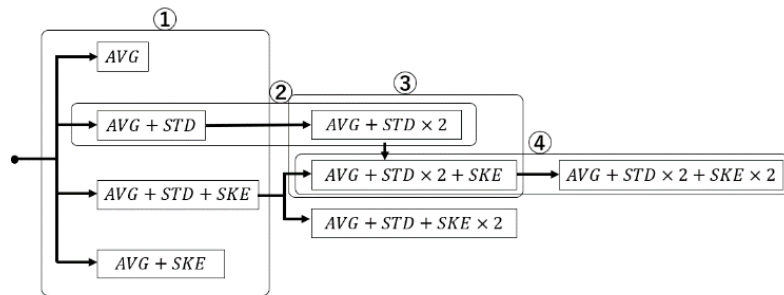 ①
AVG
② ③
AVG + STD
AVG + STD × 2
④
AVG + STD + SKE
AVG + STD × 2 + SKE
AVG + STD × 2 + SKE × 2
AVG + STD + SKE × 2
AVG + SKE